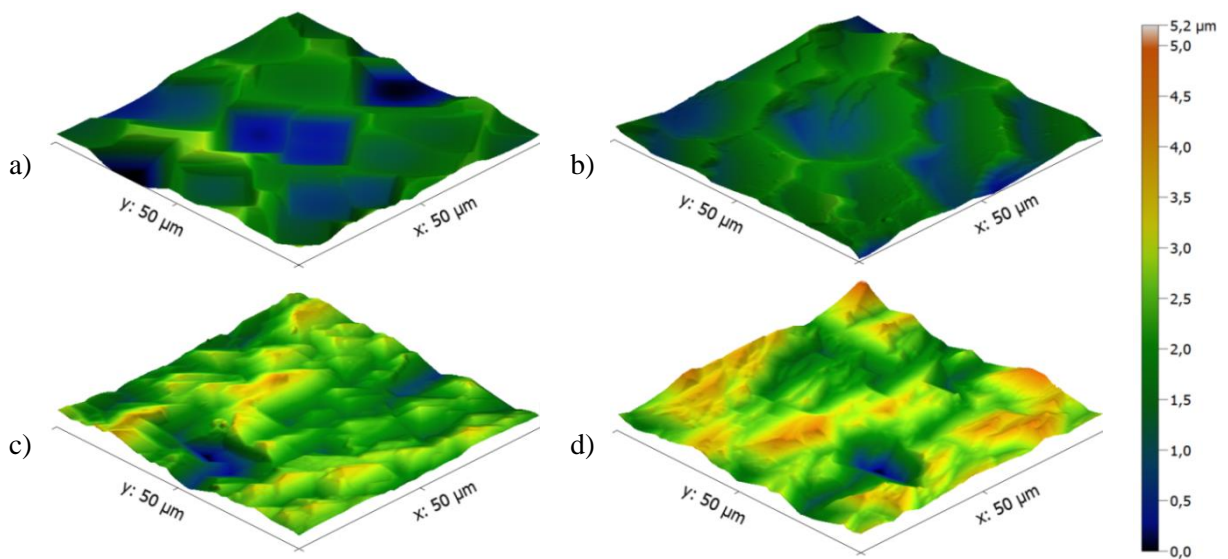 a)
y: 50 µm
x: 50 µm
b)
y: 50 µm
x: 50 µm
c)
y: 50 µm
x: 50 µm
d)
y: 50 µm
x: 50 µm
5,2 µm
5,0
4,5
4,0
3,5
3,0
2,5
2,0
1,5
1,0
0,5
0,0